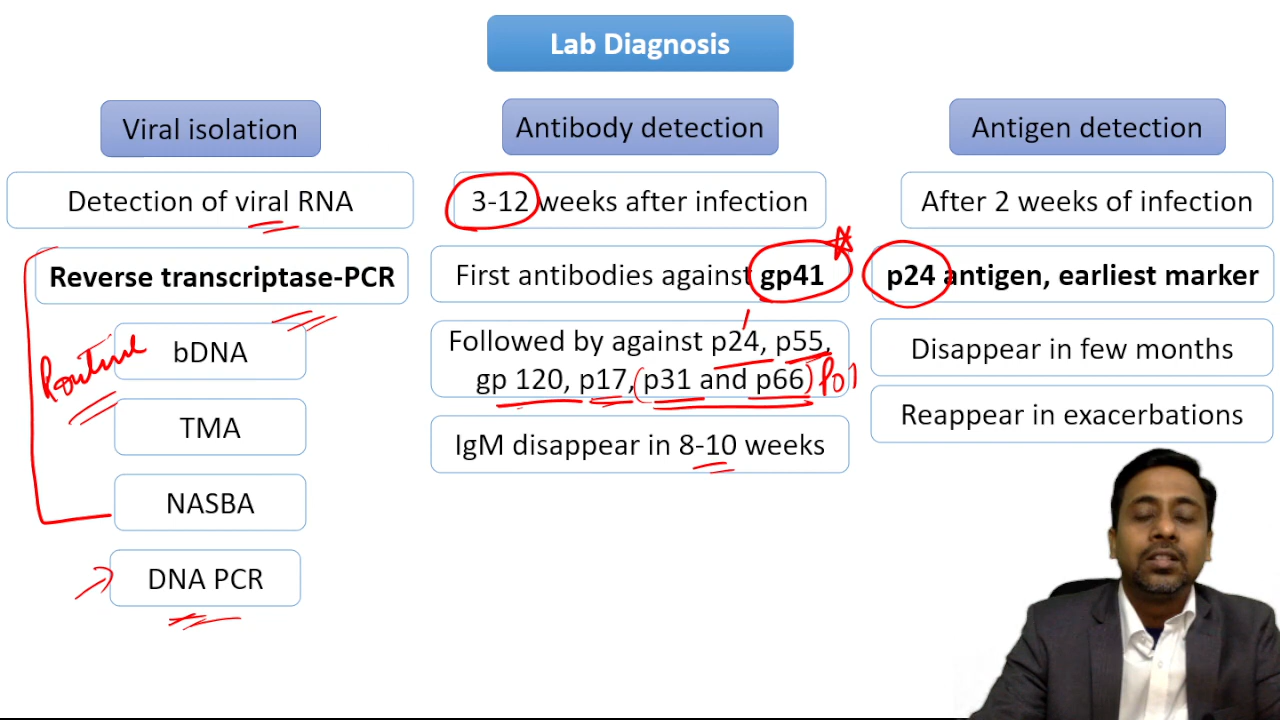 Lab Diagnosis
Viral isolation
Detection of viral RNA
Reverse transcriptase-PCR
Routine
bDNA
TMA
NASBA
DNA PCR
Antibody detection
3-12 weeks after infection
First antibodies against gp41
Followed by against p24, p55,
gp 120, p17, (p31 and p66) Pol
IgM disappear in 8-10 weeks
Antigen detection
After 2 weeks of infection
p24 antigen, earliest marker
Disappear in few months
Reappear in exacerbations